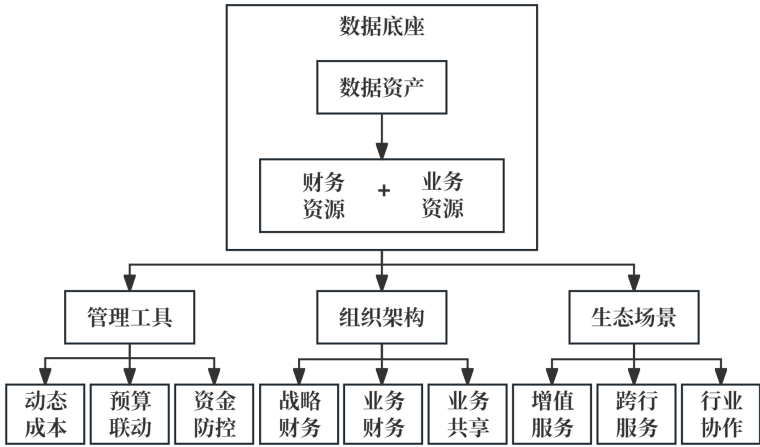 数据底座
数据资产
财务 + 业务
资源 资源
管理工具 组织架构 生态场景
动态 预算 资金 战略 业务 业务 增值 跨行 行业
成本 联动 防控 财务 财务 共享 服务 服务 协作